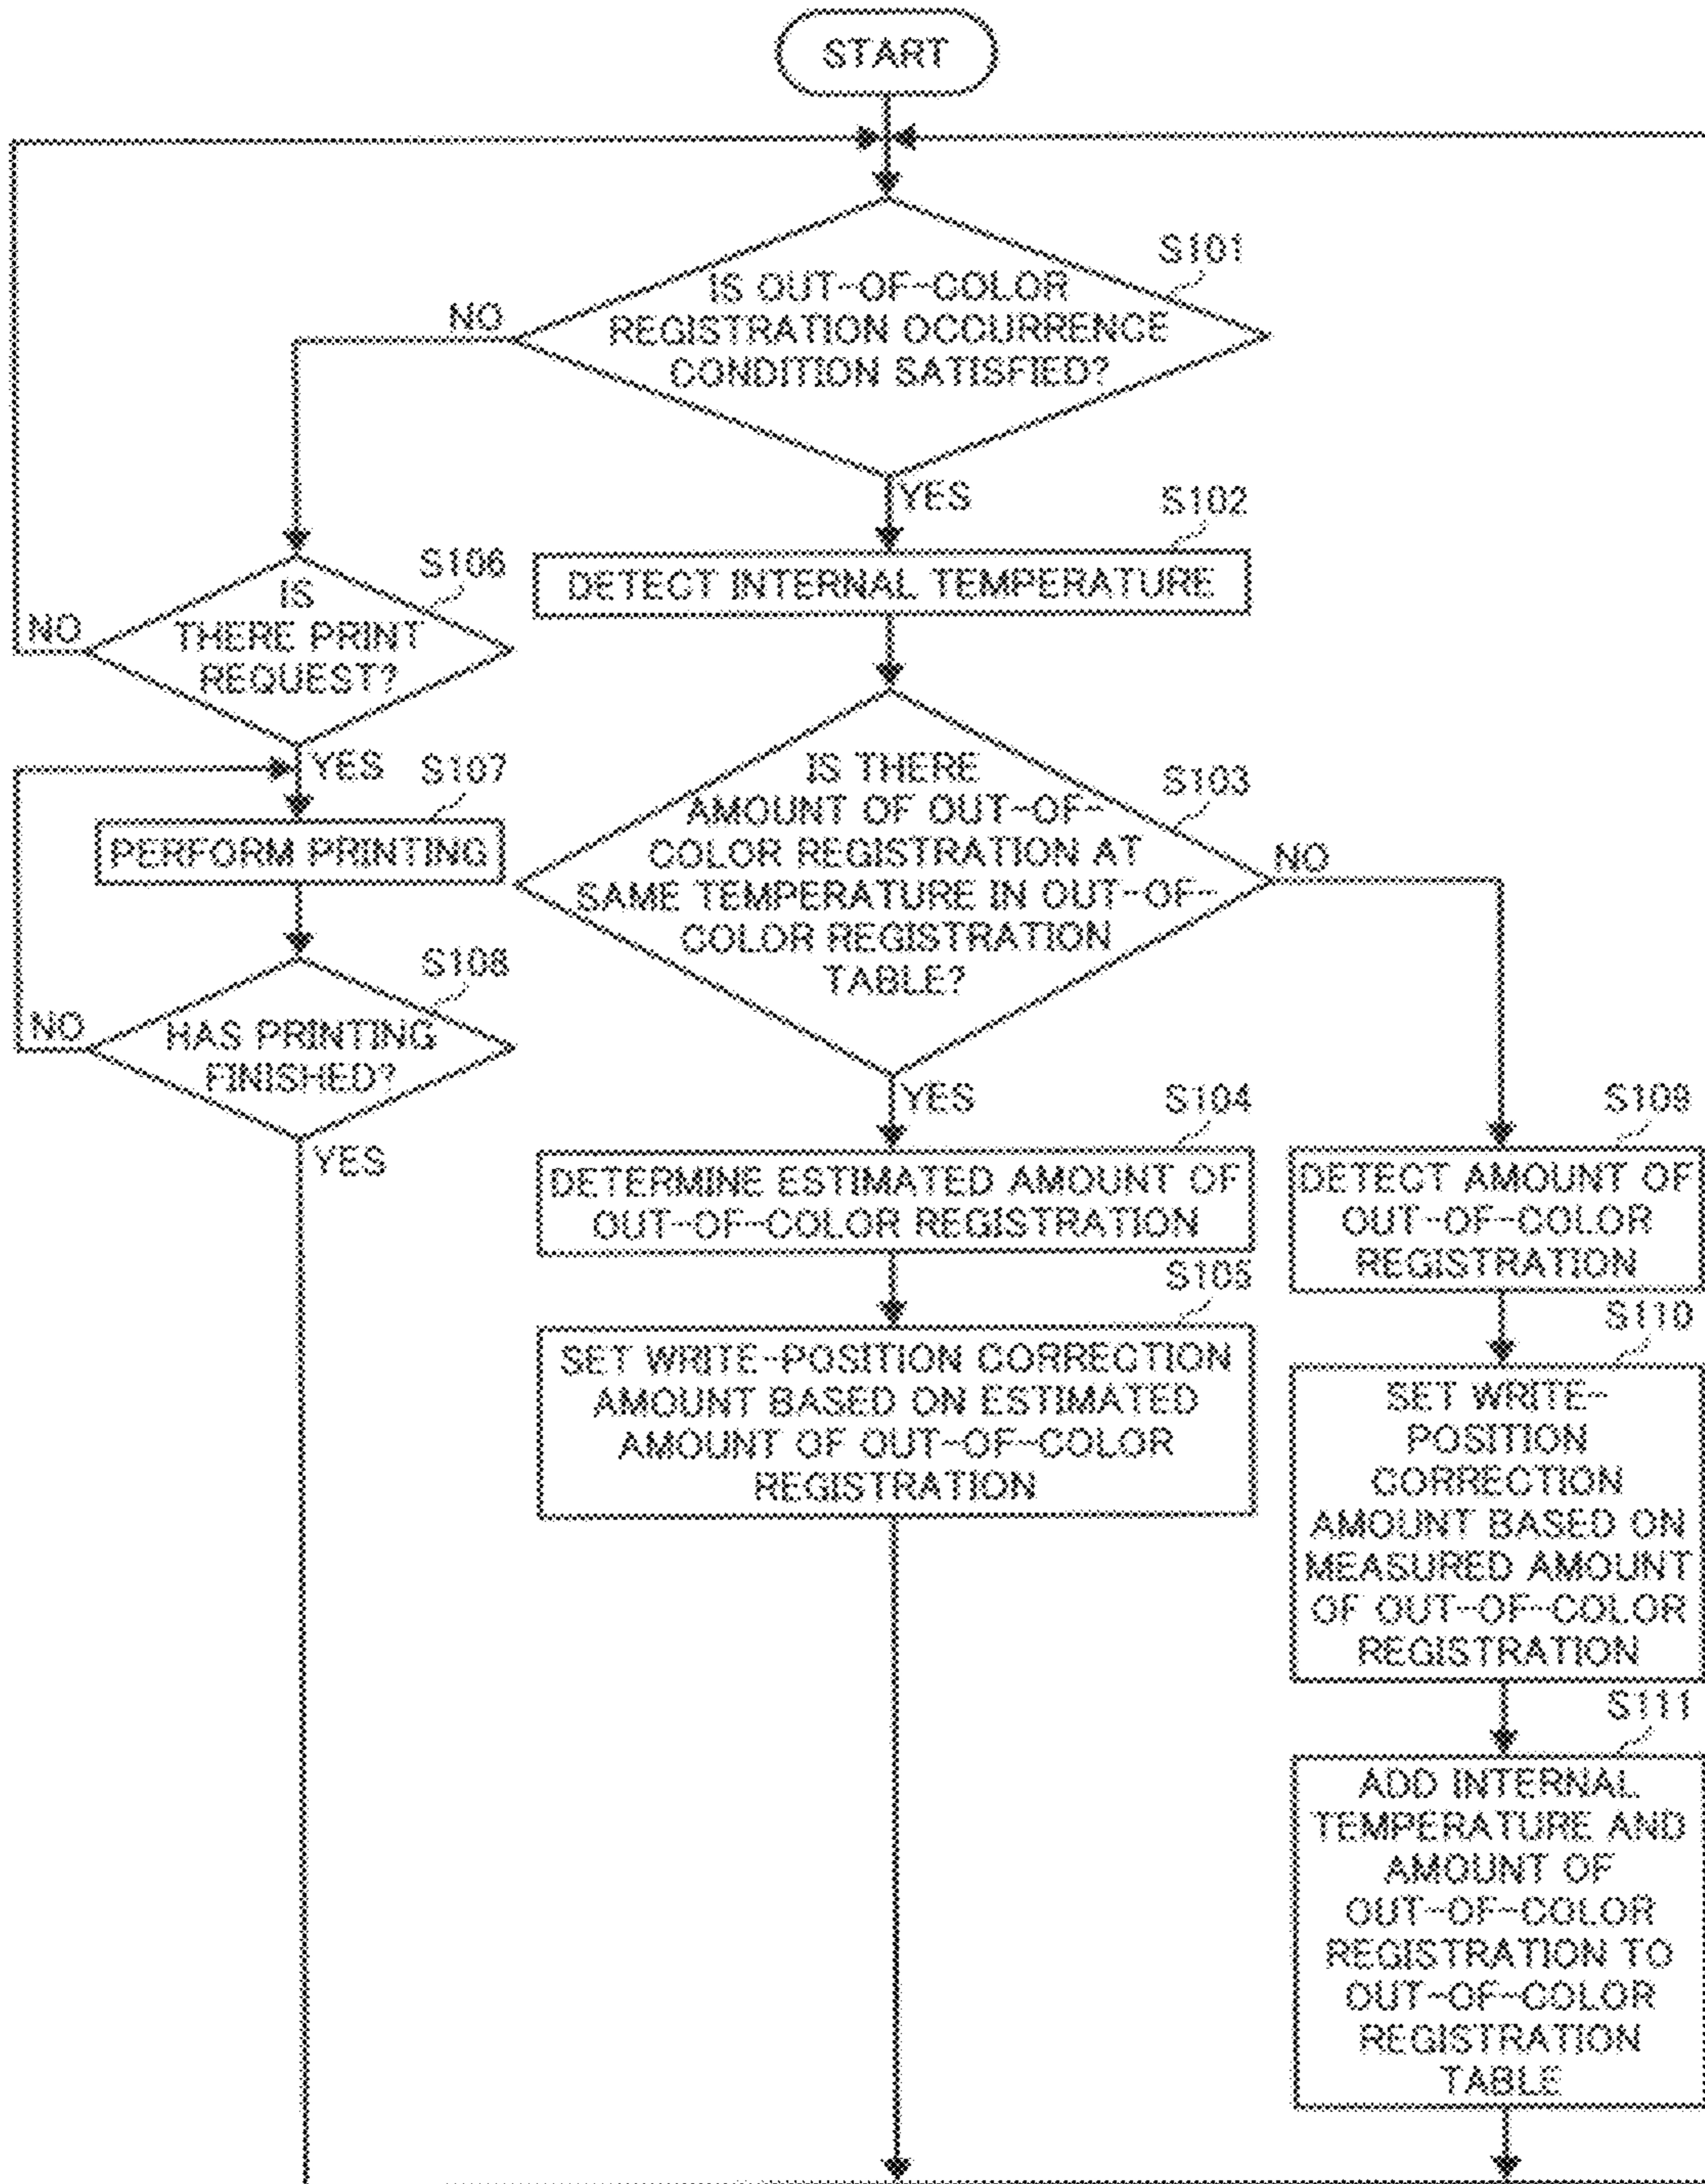 START
S101
IS OUT-OF-COLOR
REGISTRATION OCCURRENCE
CONDITION SATISFIED?
NO
YES
S102
DETECT INTERNAL TEMPERATURE
S106
IS
THERE PRINT
REQUEST?
NO
YES
S107
PERFORM PRINTING
S108
HAS PRINTING
FINISHED?
NO
YES
S103
IS THERE
AMOUNT OF OUT-OF-
COLOR REGISTRATION AT
SAME TEMPERATURE IN OUT-OF-
COLOR REGISTRATION
TABLE?
NO
YES
S104
DETERMINE ESTIMATED AMOUNT OF
OUT-OF-COLOR REGISTRATION
S105
SET WRITE-POSITION CORRECTION
AMOUNT BASED ON ESTIMATED
AMOUNT OF OUT-OF-COLOR
REGISTRATION
S109
DETECT AMOUNT OF
OUT-OF-COLOR
REGISTRATION
S110
SET WRITE-
POSITION
CORRECTION
AMOUNT BASED ON
MEASURED AMOUNT
OF OUT-OF-COLOR
REGISTRATION
S111
ADD INTERNAL
TEMPERATURE AND
AMOUNT OF
OUT-OF-COLOR
REGISTRATION TO
OUT-OF-COLOR
REGISTRATION
TABLE